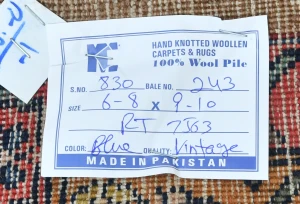 HAND KNOTTED WOOLLEN
CARPETS & RUGS
100% Wool Pile
S. NO. 830 BALE NO. 243
SIZE 6-8 X 9-10
RT 7563
COLOR: Blue QUALITY: Vintage
MADE IN PAKISTAN